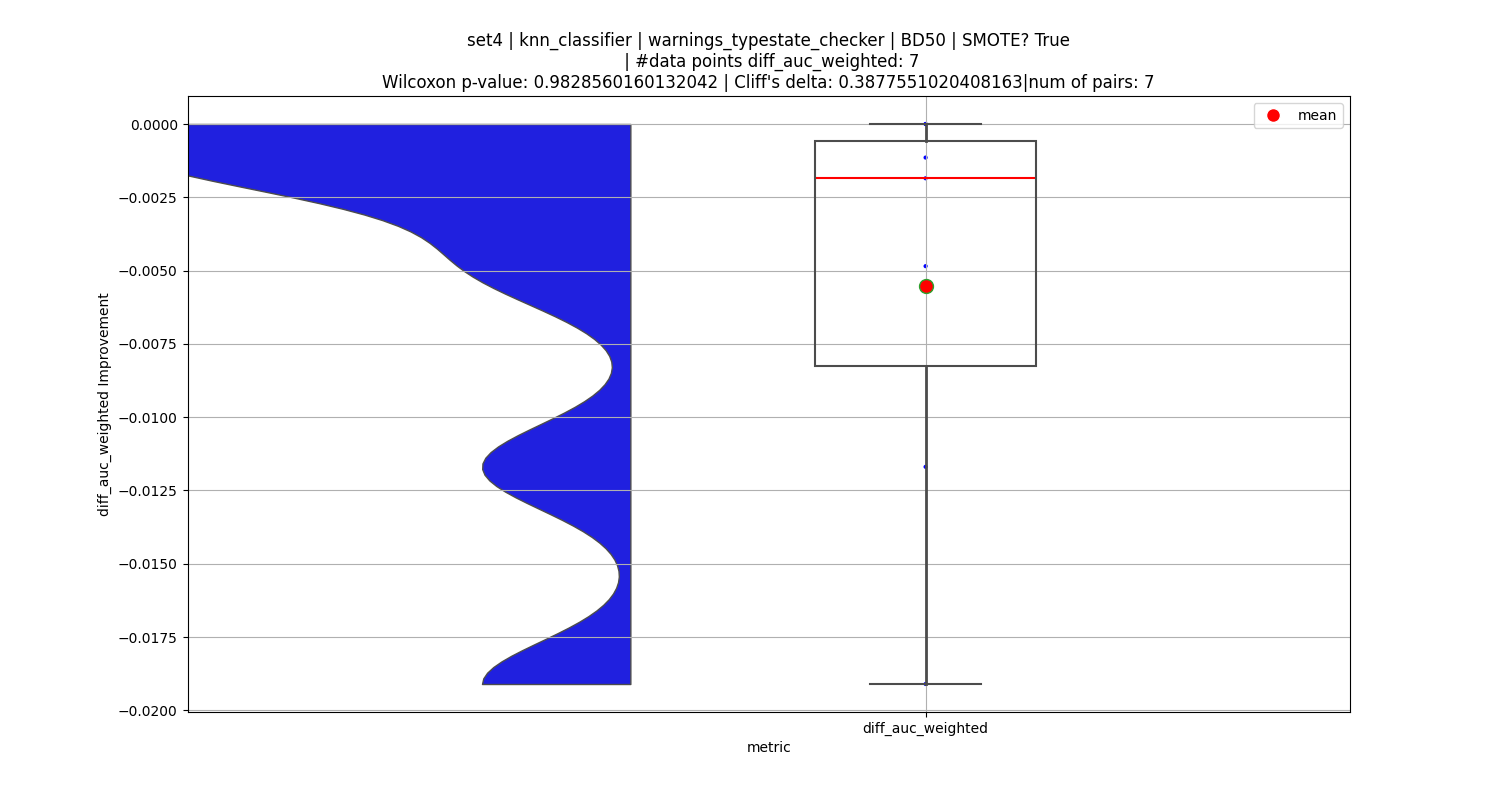 set4 | knn_classifier | warnings_typestate_checker | BD50 | SMOTE? True
| #data points diff_auc_weighted: 7
Wilcoxon p-value: 0.9828560160132042 | Cliff's delta: 0.3877551020408163|num of pairs: 7
mean
0.0000
−0.0025
−0.0050
−0.0075
−0.0100
−0.0125
−0.0150
−0.0175
−0.0200
diff_auc_weighted Improvement
diff_auc_weighted
metric